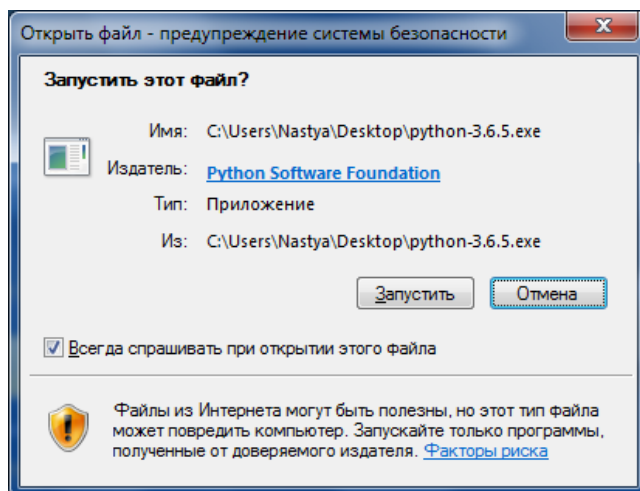 Открыть файл - предупреждение системы безопасности
Запустить этот файл?
Имя: C:\Users\Nastya\Desktop\python-3.6.5.exe
Издатель: Python Software Foundation
Тип: Приложение
Из: C:\Users\Nastya\Desktop\python-3.6.5.exe
Запустить Отмена
Всегда спрашивать при открытии этого файла
Файлы из Интернета могут быть полезны, но этот тип файла
может повредить компьютер. Запускайте только программы,
полученные от доверяемого издателя. Факторы риска